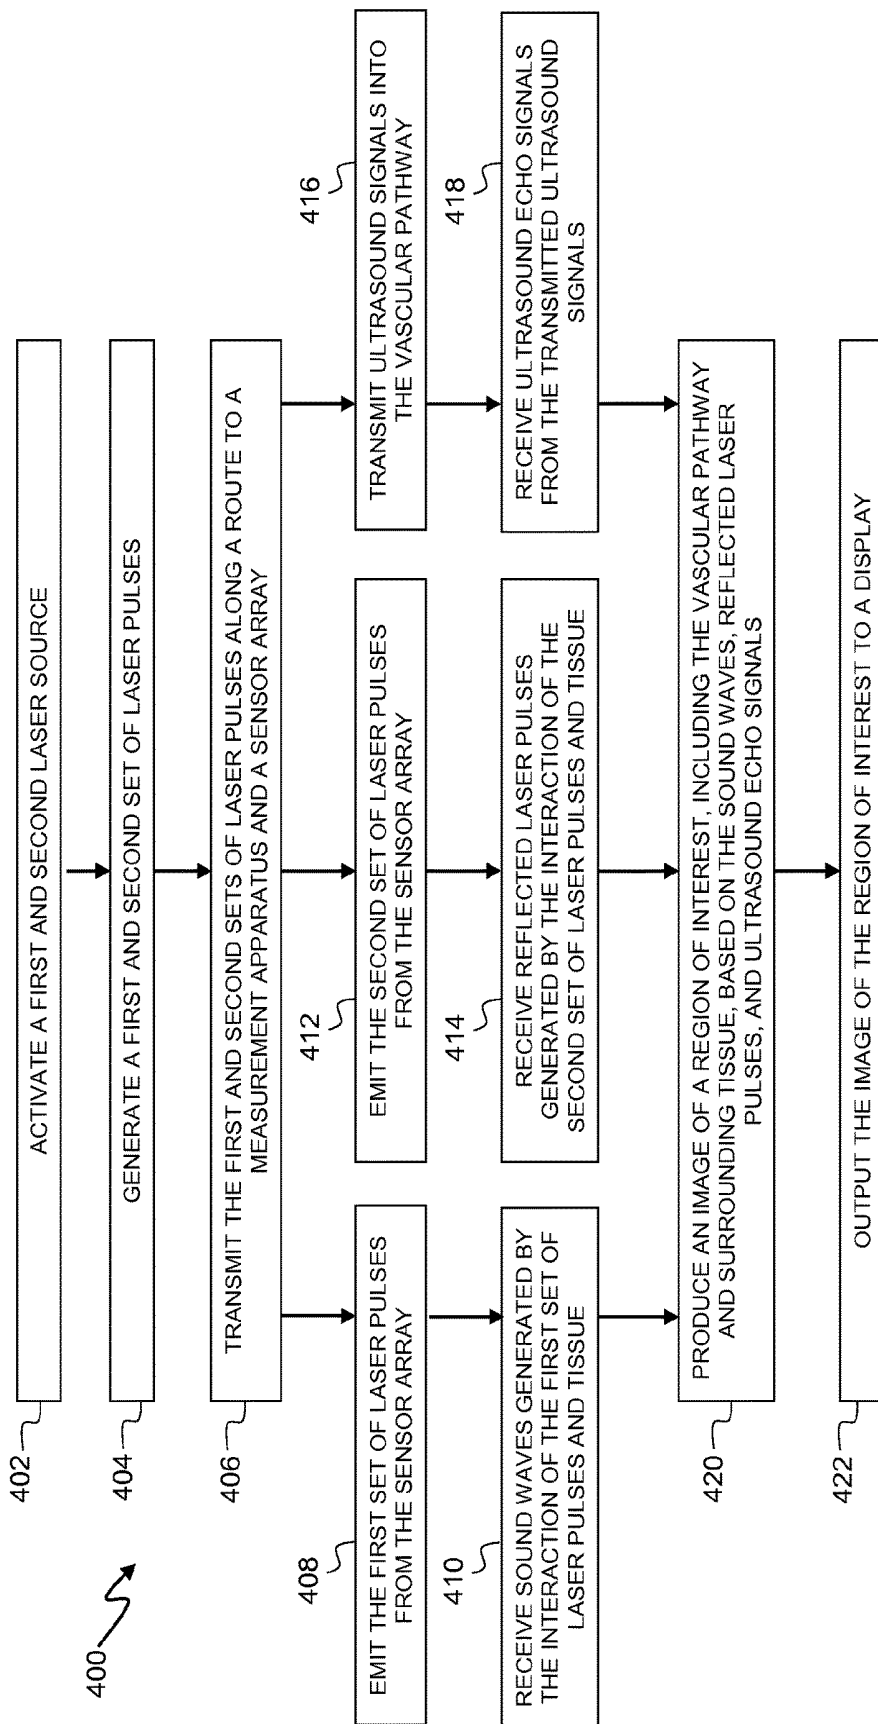 400
402
ACTIVATE A FIRST AND SECOND LASER SOURCE
404
GENERATE A FIRST AND SECOND SET OF LASER PULSES
406
TRANSMIT THE FIRST AND SECOND SETS OF LASER PULSES ALONG A ROUTE TO A
MEASUREMENT APPARATUS AND A SENSOR ARRAY
408
EMIT THE FIRST SET OF LASER PULSES
FROM THE SENSOR ARRAY
412
EMIT THE SECOND SET OF LASER PULSES
FROM THE SENSOR ARRAY
416
TRANSMIT ULTRASOUND SIGNALS INTO
THE VASCULAR PATHWAY
410
RECEIVE SOUND WAVES GENERATED BY
THE INTERACTION OF THE FIRST SET OF
LASER PULSES AND TISSUE
414
RECEIVE REFLECTED LASER PULSES
GENERATED BY THE INTERACTION OF THE
SECOND SET OF LASER PULSES AND TISSUE
418
RECEIVE ULTRASOUND ECHO SIGNALS
FROM THE TRANSMITTED ULTRASOUND
SIGNALS
420
PRODUCE AN IMAGE OF A REGION OF INTEREST, INCLUDING THE VASCULAR PATHWAY
AND SURROUNDING TISSUE, BASED ON THE SOUND WAVES, REFLECTED LASER
PULSES, AND ULTRASOUND ECHO SIGNALS
422
OUTPUT THE IMAGE OF THE REGION OF INTEREST TO A DISPLAY